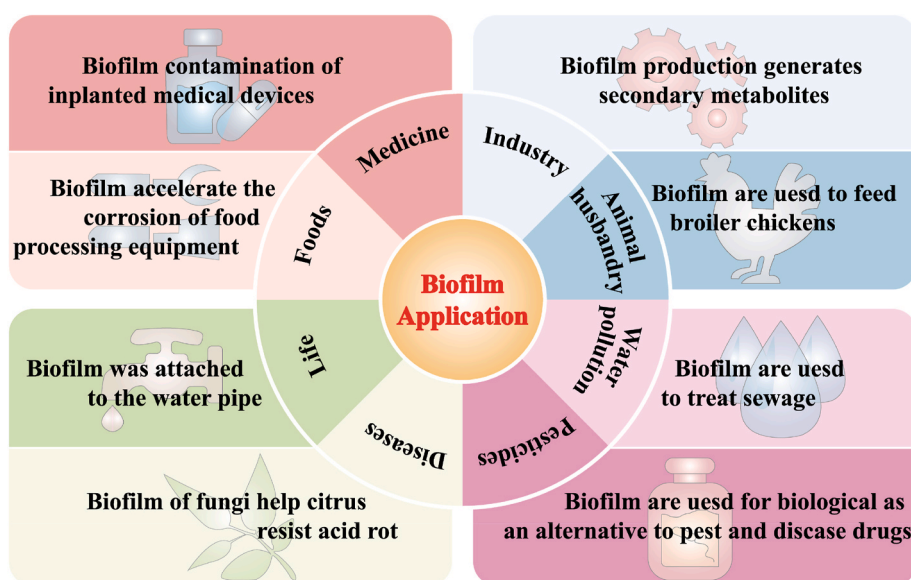 Biofilm contamination of
inplanted medical devices
Biofilm production generates
secondary metabolites
Biofilm accelerate the
corrosion of food
processing equipment
Biofilm are uesd to feed
broiler chickens
Medicine
Industry
Foods
Animal
husbandry
Biofilm
Application
Life
Water
pollution
Diseases
Pesticides
Biofilm was attached
to the water pipe
Biofilm are uesd
to treat sewage
Biofilm of fungi help citrus
resist acid rot
Biofilm are uesd for biological as
an alternative to pest and discase drugs